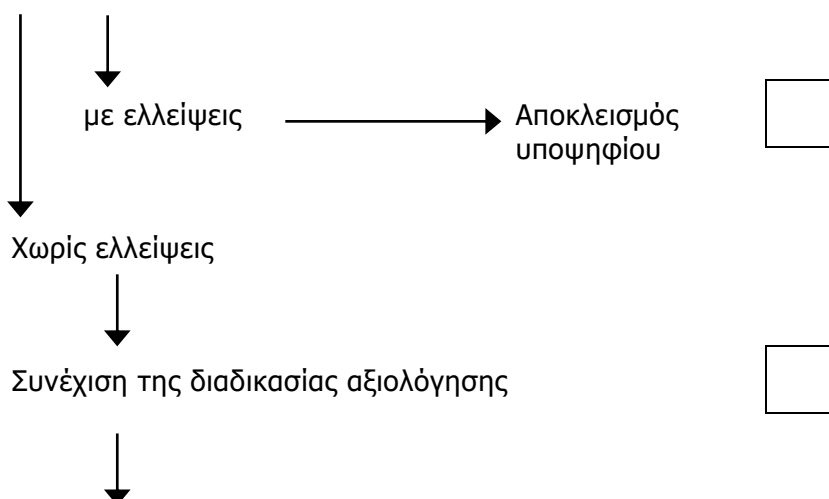 με ελλείψεις
Αποκλεισμός
υποψηφίου
Χωρίς ελλείψεις
Συνέχιση της διαδικασίας αξιολόγησης